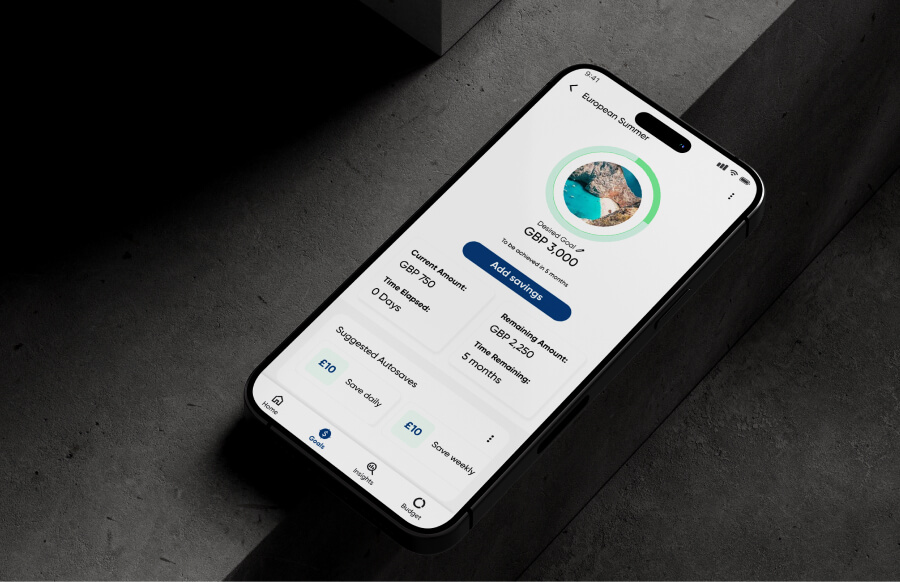 9:41
European Summer
Desired Goal
GBP 3,000
To be achieved in 5 months
Add savings
Current Amount:
GBP 750
Time Elapsed:
0 Days
Remaining Amount:
GBP 2,250
Time Remaining:
5 months
Suggested Autosaves
£10
Save daily
£10
Save weekly
Home
$
Goals
Insights
Budget